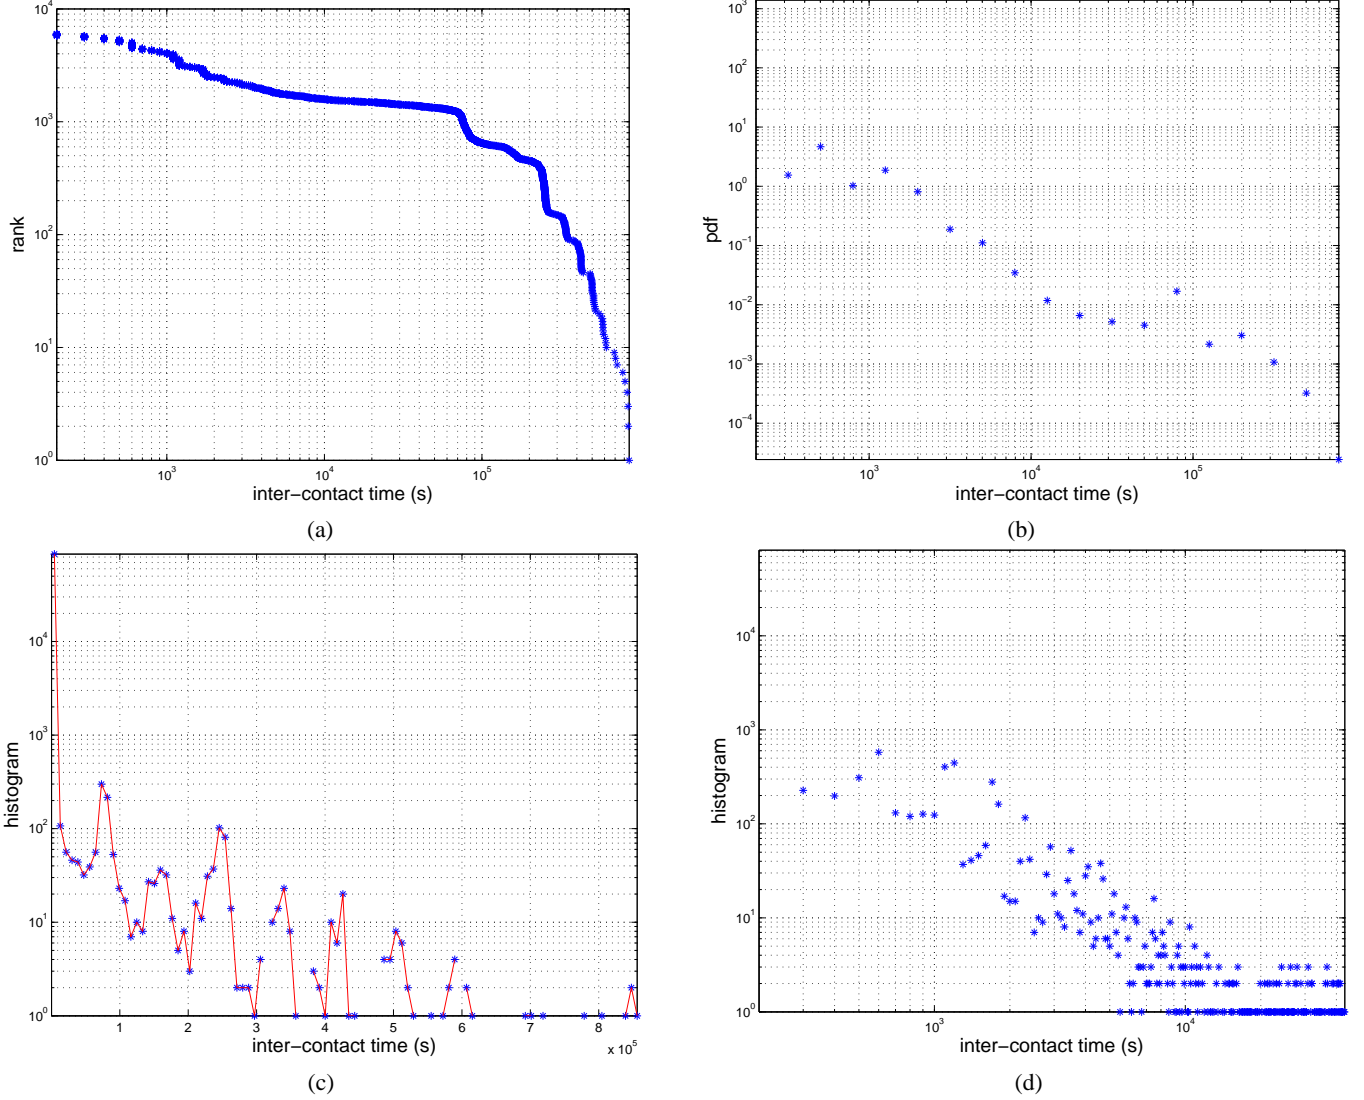 10^4
10^3
10^2
10^1
10^0
rank
10^3
10^4
10^5
inter−contact time (s)
(a)
10^3
10^2
10^1
10^0
10^−1
10^−2
10^−3
10^−4
pdf
10^3
10^4
10^5
inter−contact time (s)
(b)
10^4
10^3
10^2
10^1
10^0
histogram
1 2 3 4 5 6 7 8
inter−contact time (s)
x 10^5
(c)
10^4
10^3
10^2
10^1
10^0
histogram
10^3
10^4
inter−contact time (s)
(d)